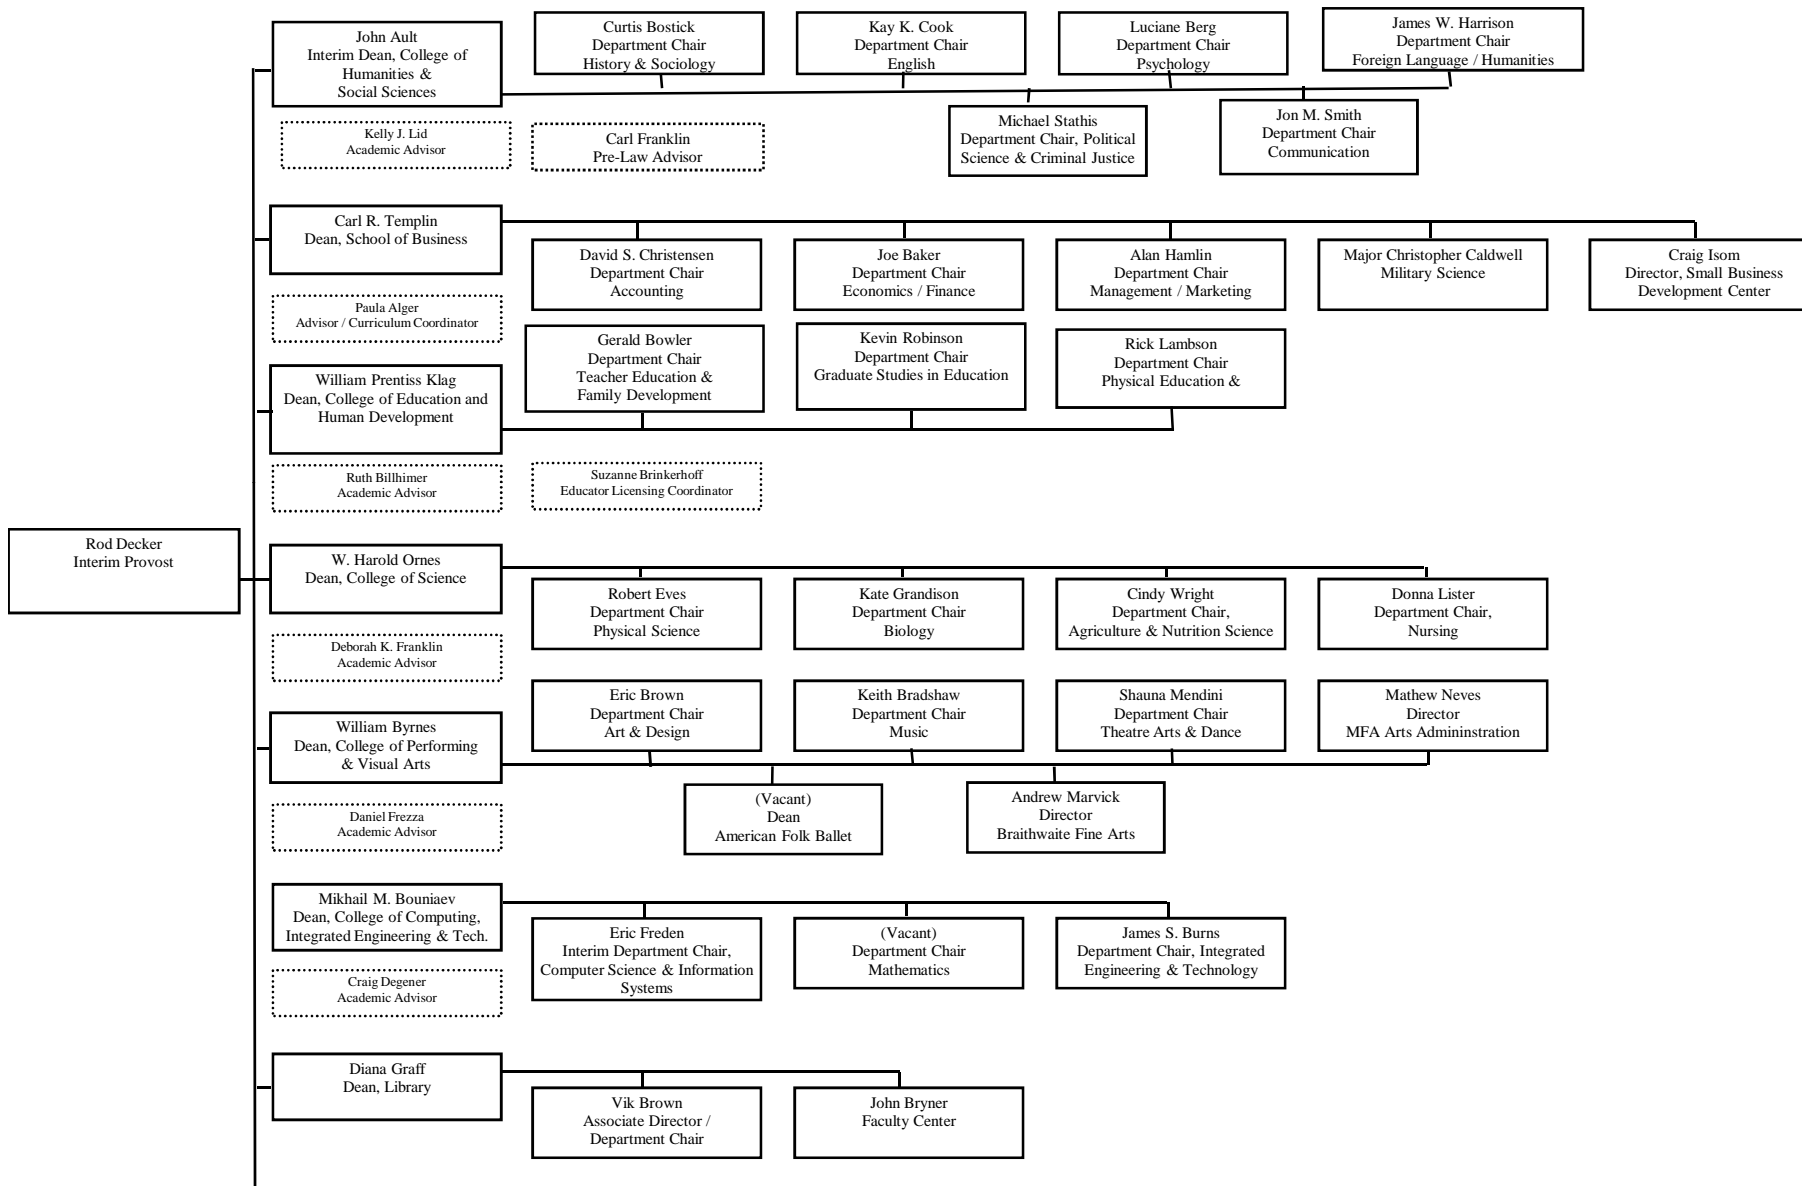 John Ault
Interim Dean, College of
Humanities &
Social Sciences
Curtis Bostick
Department Chair
History & Sociology
Kay K. Cook
Department Chair
English
Luciane Berg
Department Chair
Psychology
James W. Harrison
Department Chair
Foreign Language / Humanities
Kelly J. Lid
Academic Advisor
Carl Franklin
Pre-Law Advisor
Michael Stathis
Department Chair, Political
Science & Criminal Justice
Jon M. Smith
Department Chair
Communication
Carl R. Templin
Dean, School of Business
David S. Christensen
Department Chair
Accounting
Joe Baker
Department Chair
Economics / Finance
Alan Hamlin
Department Chair
Management / Marketing
Major Christopher Caldwell
Military Science
Craig Isom
Director, Small Business
Development Center
Paula Alger
Advisor / Curriculum Coordinator
Gerald Bowler
Department Chair
Teacher Education &
Family Development
Kevin Robinson
Department Chair
Graduate Studies in Education
Rick Lambson
Department Chair
Physical Education &
William Prentiss Klag
Dean, College of Education and
Human Development
Ruth Billhimer
Academic Advisor
Suzanne Brinkerhoff
Educator Licensing Coordinator
Rod Decker
Interim Provost
W. Harold Ornes
Dean, College of Science
Robert Eves
Department Chair
Physical Science
Kate Grandison
Department Chair
Biology
Cindy Wright
Department Chair,
Agriculture & Nutrition Science
Donna Lister
Department Chair,
Nursing
Deborah K. Franklin
Academic Advisor
Eric Brown
Department Chair
Art & Design
Keith Bradshaw
Department Chair
Music
Shauna Mendini
Department Chair
Theatre Arts & Dance
Mathew Neves
Director
MFA Arts Admininstration
William Byrnes
Dean, College of Performing
& Visual Arts
(Vacant)
Dean
American Folk Ballet
Andrew Marvick
Director
Braithwaite Fine Arts
Daniel Frezza
Academic Advisor
Mikhail M. Bouniaev
Dean, College of Computing,
Integrated Engineering & Tech.
Eric Freden
Interim Department Chair,
Computer Science & Information
Systems
(Vacant)
Department Chair
Mathematics
James S. Burns
Department Chair, Integrated
Engineering & Technology
Craig Degener
Academic Advisor
Diana Graff
Dean, Library
Vik Brown
Associate Director /
Department Chair
John Bryner
Faculty Center